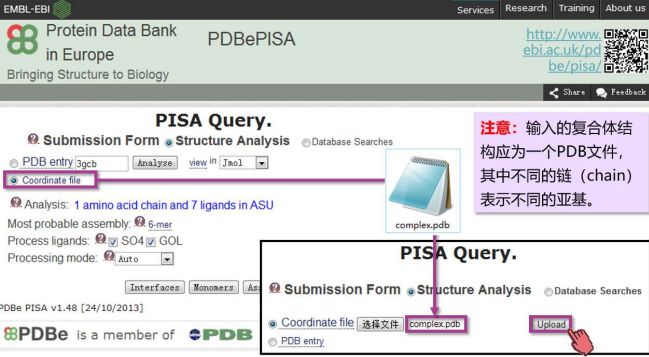 EMBL-EBI
Services Research Training About us
Protein Data Bank
in Europe
Bringing Structure to Biology
PDBePISA
http://www.
ebi.ac.uk/pd
be/pisa/
Share Feedback
PISA Query.
Submission Form Structure Analysis Database Searches
PDB entry 3gcb Analyse view in Jmol
Coordinate file
Analysis: 1 amino acid chain and 7 ligands in ASU
Most probable assembly: 6-mer
Process ligands: SO4 GOL
Processing mode: Auto
Interfaces Monomers
PDBe PISA v1.48 [24/10/2013]
PDBe is a member of PDB
complex.pdb
注意：输入的复合体结
构应为一个PDB文件，
其中不同的链（chain）
表示不同的亚基。
PISA Query.
Submission Form Structure Analysis Database Searches
Coordinate file 选择文件 complex.pdb Upload
PDB entry